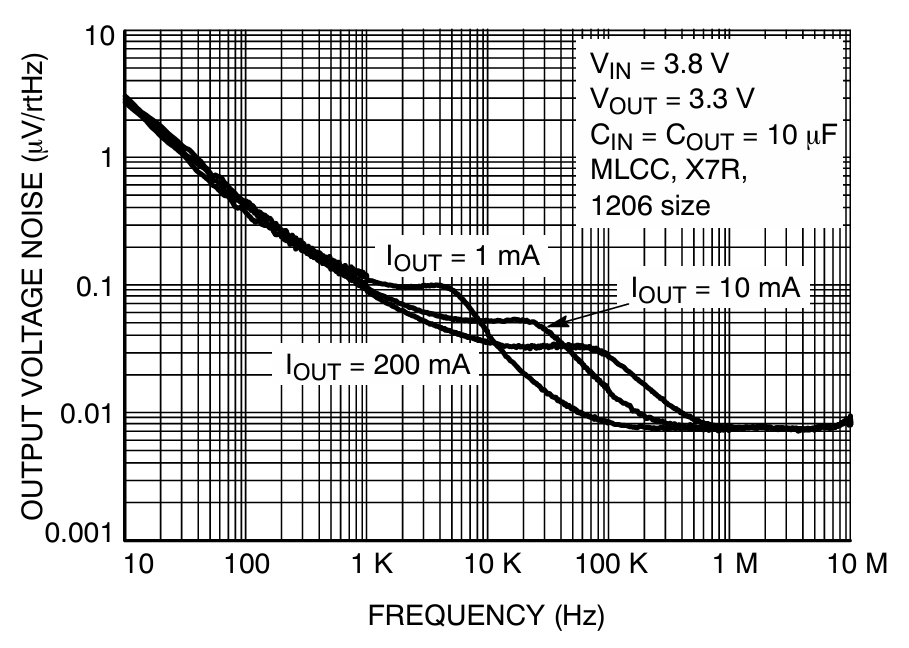 10
1
0.1
0.01
0.001
OUTPUT VOLTAGE NOISE (μV/rtHz)
VIN = 3.8 V
VOUT = 3.3 V
CIN = COUT = 10 μF
MLCC, X7R,
1206 size
IOUT = 1 mA
IOUT = 10 mA
IOUT = 200 mA
10 100 1 K 10 K 100 K 1 M 10 M
FREQUENCY (Hz)